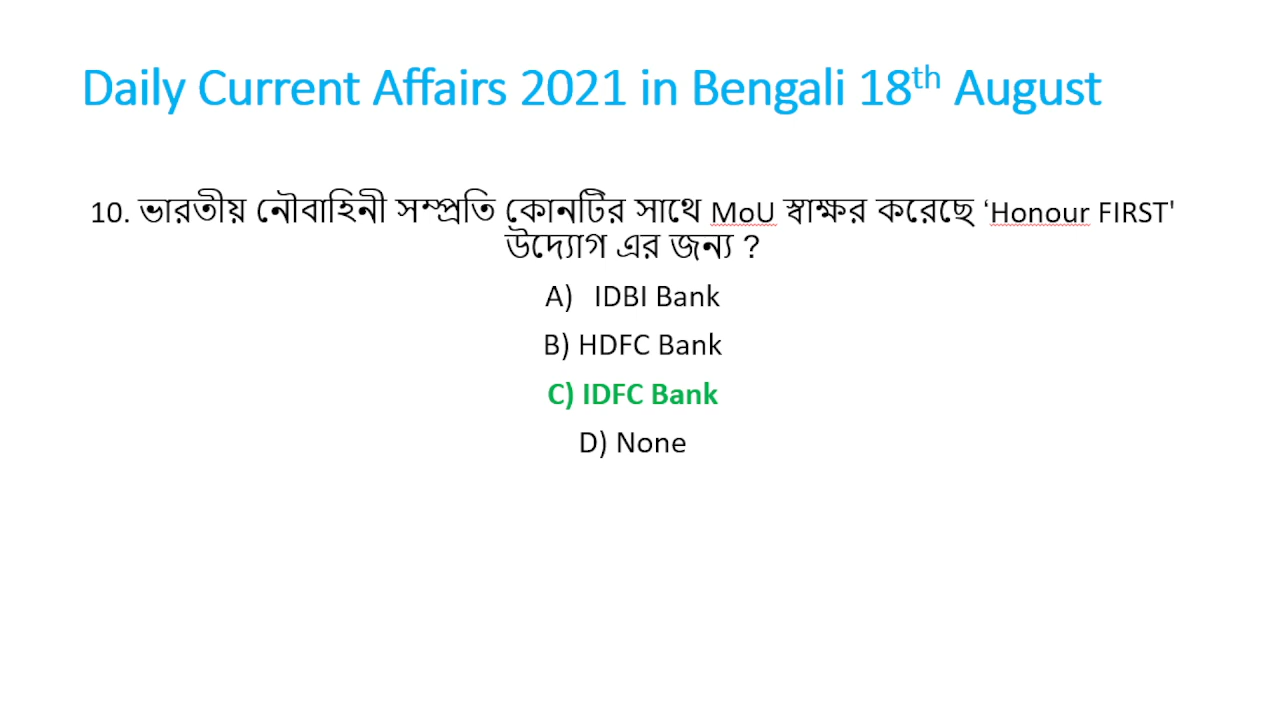 Daily Current Affairs 2021 in Bengali 18th August
10. ভারতীয় নৌবাহিনী সম্প্রতি কোনটির সাথে MoU স্বাক্ষর করেছে ‘Honour FIRST'
উদ্যোগ এর জন্য ?
A) IDBI Bank
B) HDFC Bank
C) IDFC Bank
D) None